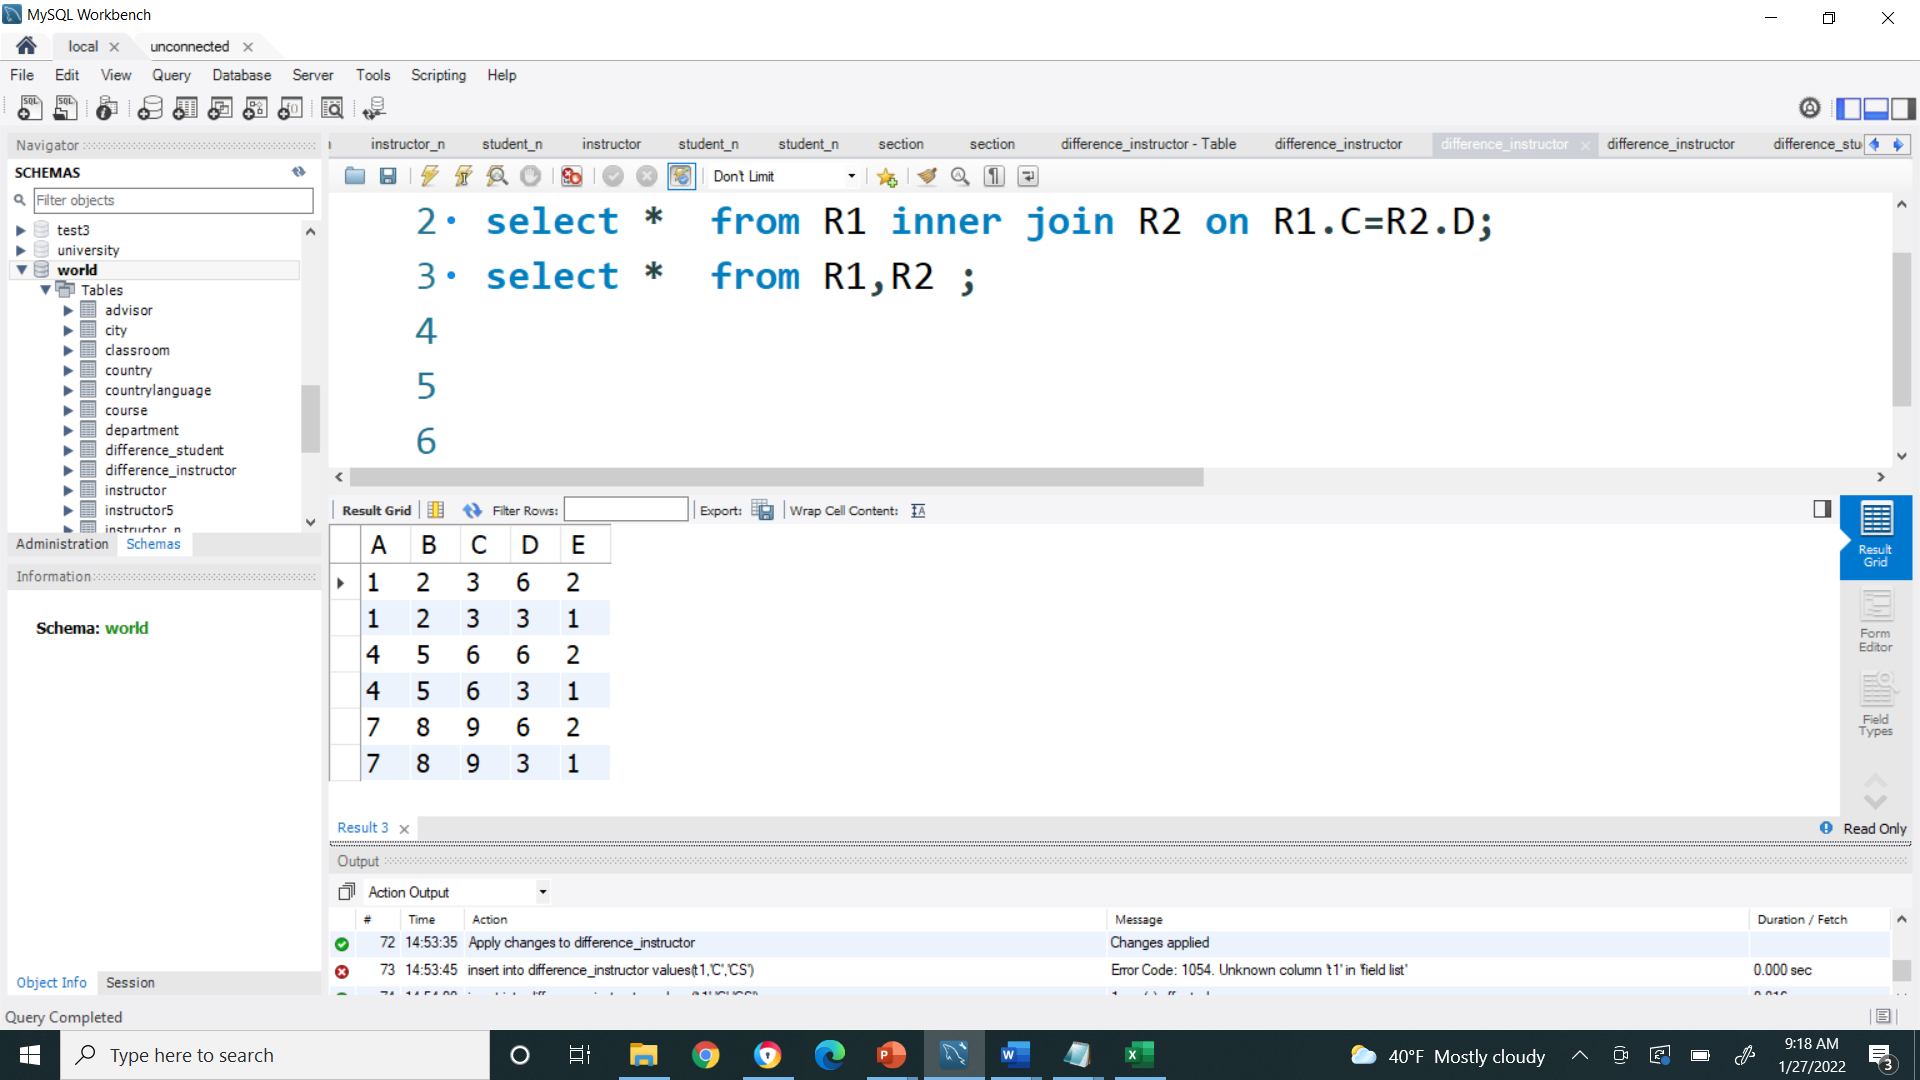 MySQL Workbench
local
unconnected
File Edit View Query Database Server Tools Scripting Help
Navigator
instructor_n student_n instructor student_n student_n section section difference_instructor - Table difference_instructor difference_instructor difference_instructor difference_stu
SCHEMAS
Don't Limit
Filter objects
test3
university
world
Tables
advisor
city
classroom
country
countrylanguage
course
department
difference_student
difference_instructor
instructor
instructor5
instructor_n
Administration Schemas
Information
Schema: world
Object Info Session
2 select * from R1 inner join R2 on R1.C=R2.D;
3 select * from R1,R2 ;
4
5
6
Result Grid Filter Rows: Export: Wrap Cell Content:
A B C D E
1 2 3 6 2
1 2 3 3 1
4 5 6 6 2
4 5 6 3 1
7 8 9 6 2
7 8 9 3 1
Result
Grid
Form
Editor
Field
Types
Result 3
Read Only
Output
Action Output
# Time Action Message Duration / Fetch
72 14:53:35 Apply changes to difference_instructor Changes applied
73 14:53:45 insert into difference_instructor values(t1,'C','CS') Error Code: 1054. Unknown column 't1' in 'field list' 0.000 sec
Query Completed
Type here to search
40°F Mostly cloudy
9:18 AM
1/27/2022
3